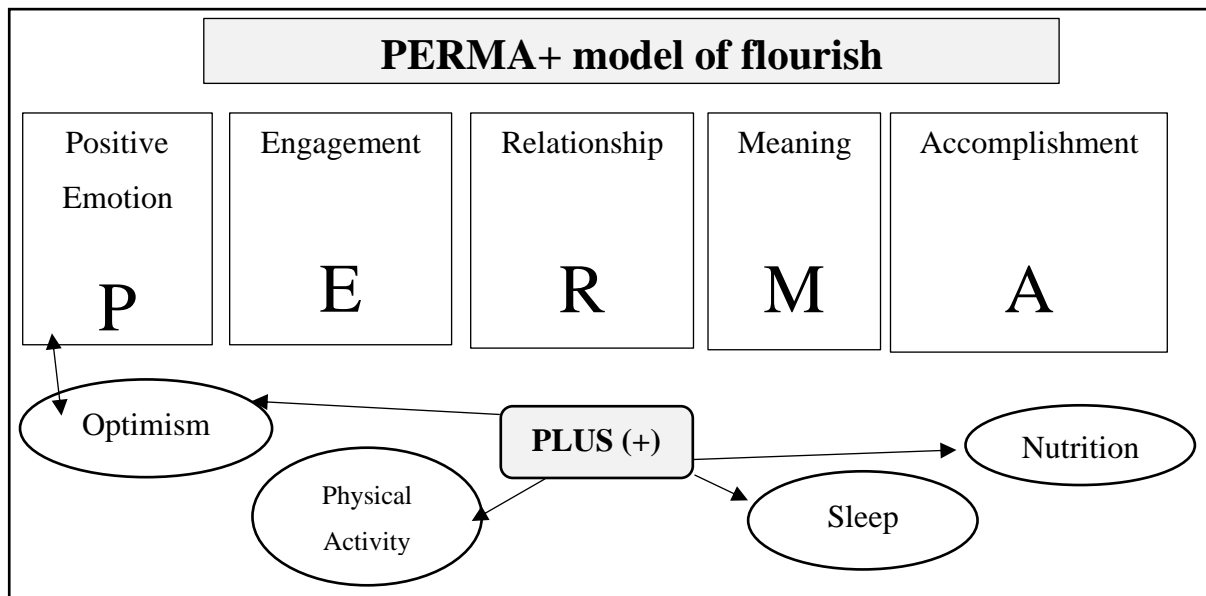 PERMA+ model of flourish
Positive
Emotion
P
Engagement
E
Relationship
R
Meaning
M
Accomplishment
A
Optimism
PLUS (+)
Nutrition
Physical
Activity
Sleep